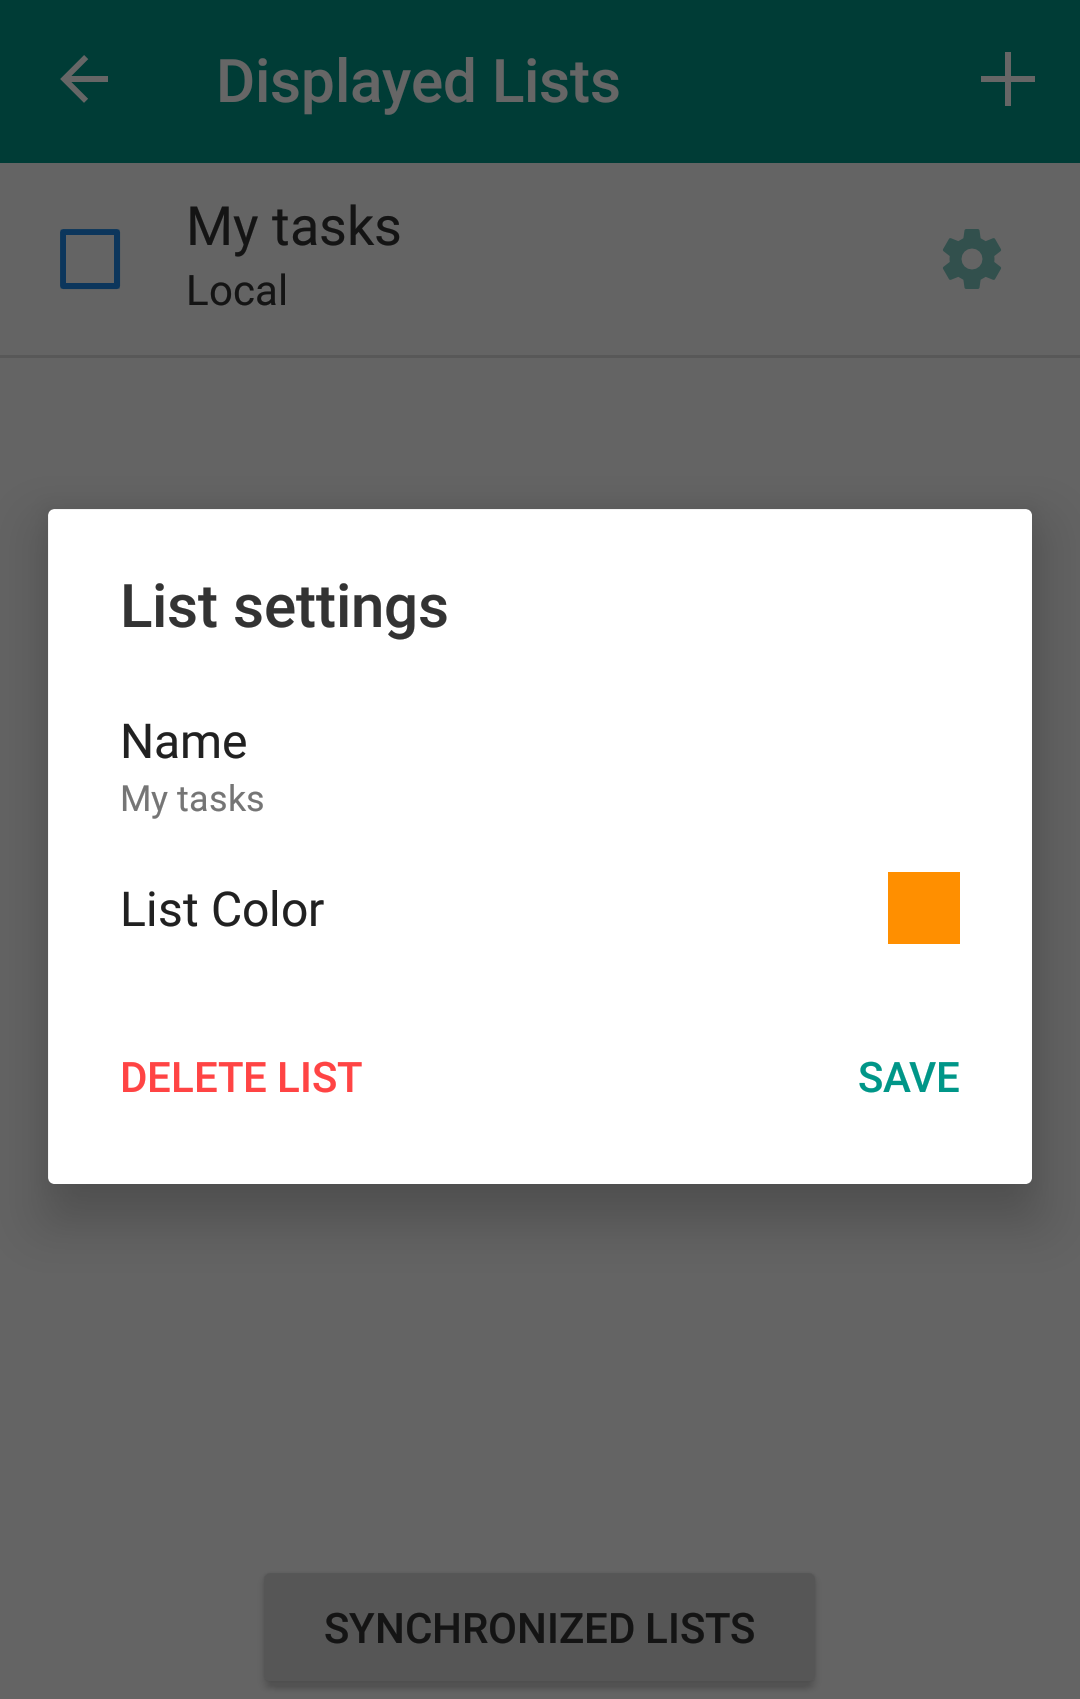 Displayed Lists
My tasks
Local
List settings
Name
My tasks
List Color
DELETE LIST
SAVE
SYNCHRONIZED LISTS